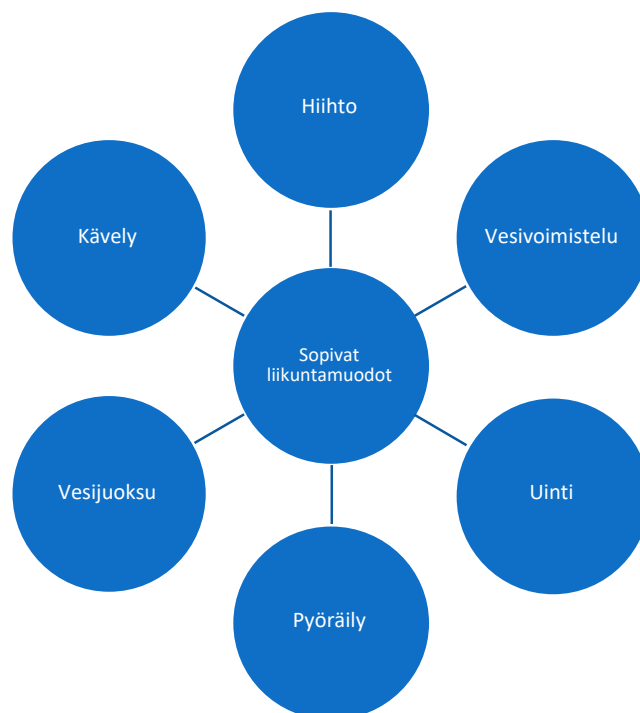 Hiihto
Kävely
Vesivoimistelu
Sopivat
liikuntamuodot
Vesijuoksu
Uinti
Pyöräily